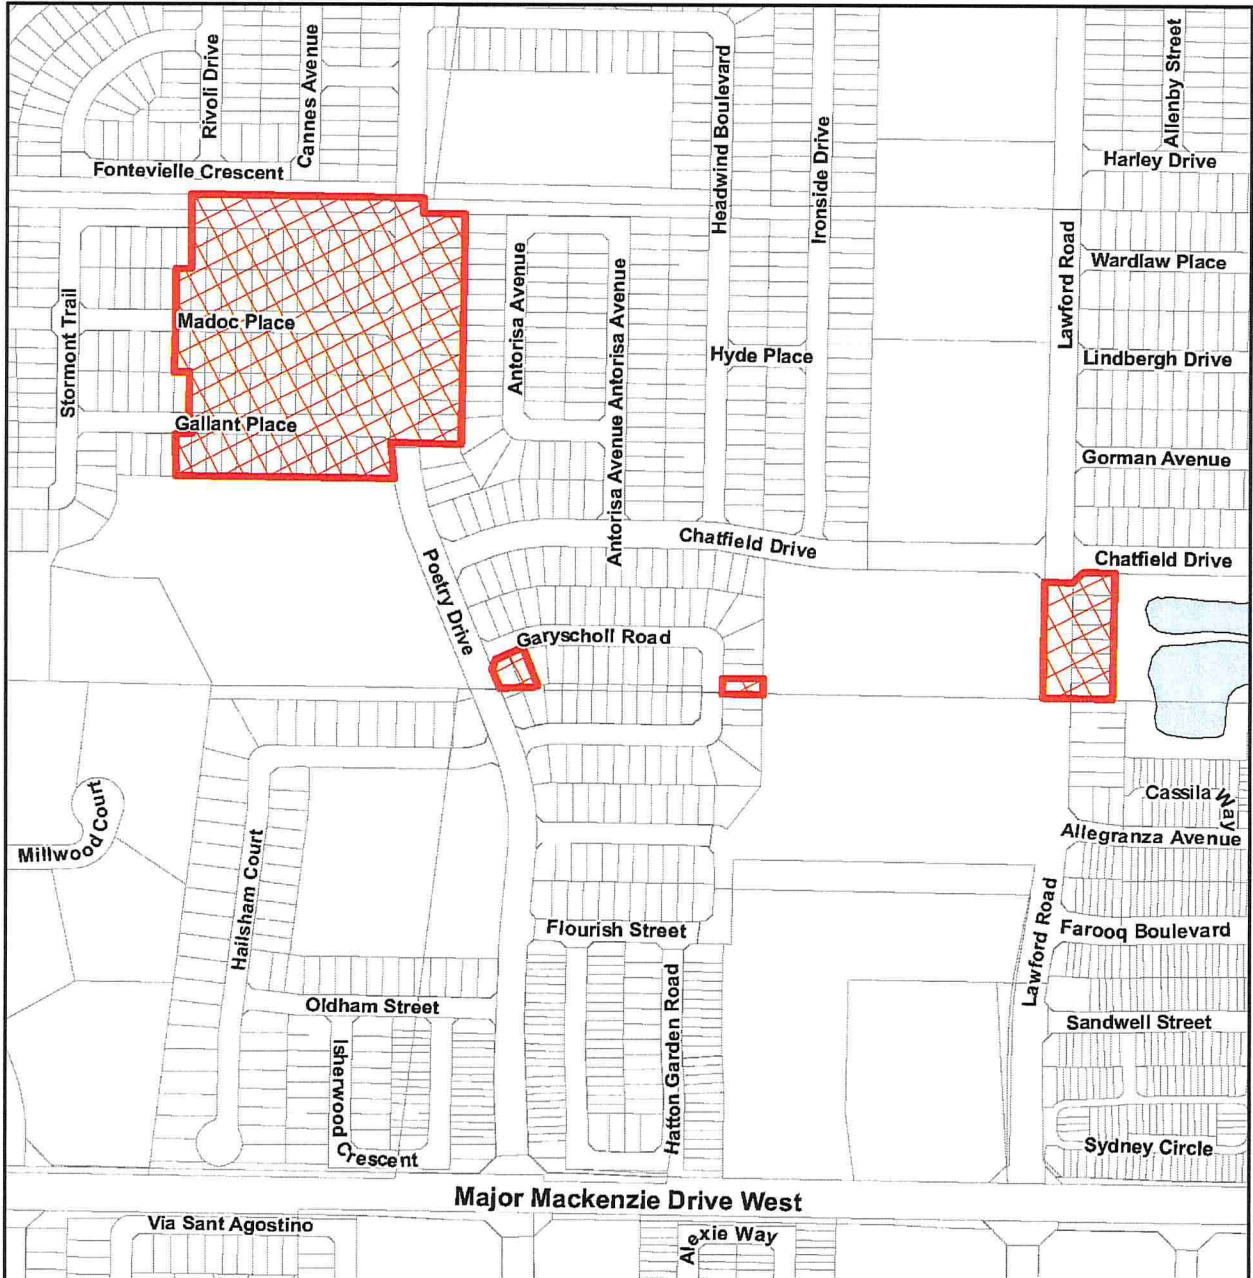 Rivoli Drive
Cannes Avenue
Fontevielle Crescent
Headwind Boulevard
Ironside Drive
Allenby Street
Harley Drive
Lawford Road
Wardlaw Place
Stormont Trail
Madoc Place
Antorisa Avenue
Antorisa Avenue
Antorisa Avenue
Hyde Place
Lindbergh Drive
Gallant Place
Gorman Avenue
Chatfield Drive
Chatfield Drive
Poetry Drive
Garyscholl Road
Millwood Court
Hailsham Court
Cassila Way
Allegranza Avenue
Lawford Road
Flourish Street
Farooq Boulevard
Oldham Street
Hatton Garden Road
Sandwell Street
Isherwood Crescent
Sydney Circle
Major Mackenzie Drive West
Via Sant Agostino
Alexie Way